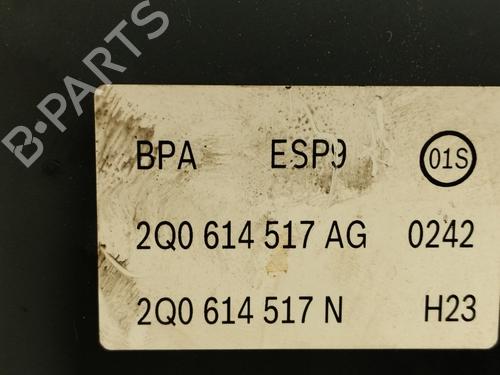 B·PARTS
BPA ESP9 01S
2Q0 614 517 AG 0242
2Q0 614 517 N H23